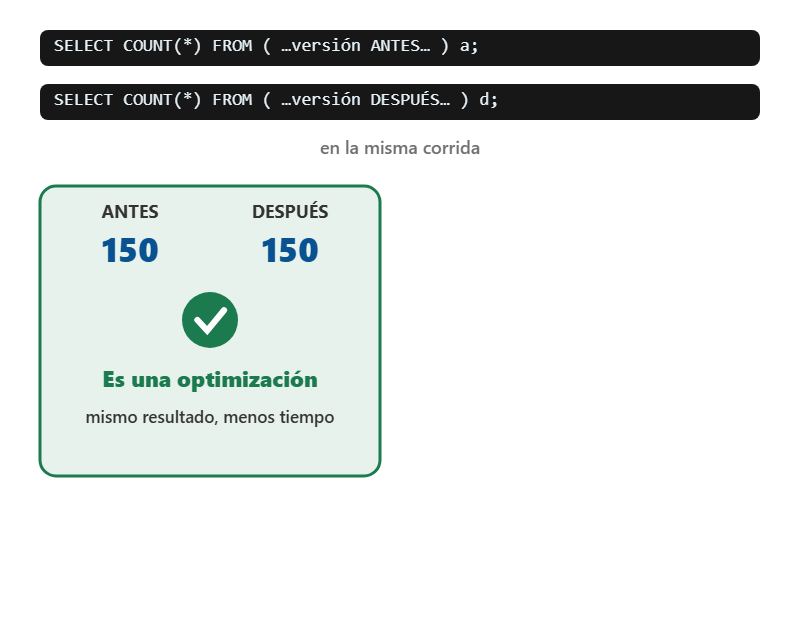 SELECT COUNT(*) FROM ( …versión ANTES… ) a;
SELECT COUNT(*) FROM ( …versión DESPUÉS… ) d;
en la misma corrida
ANTES DESPUÉS
150 150
Es una optimización
mismo resultado, menos tiempo